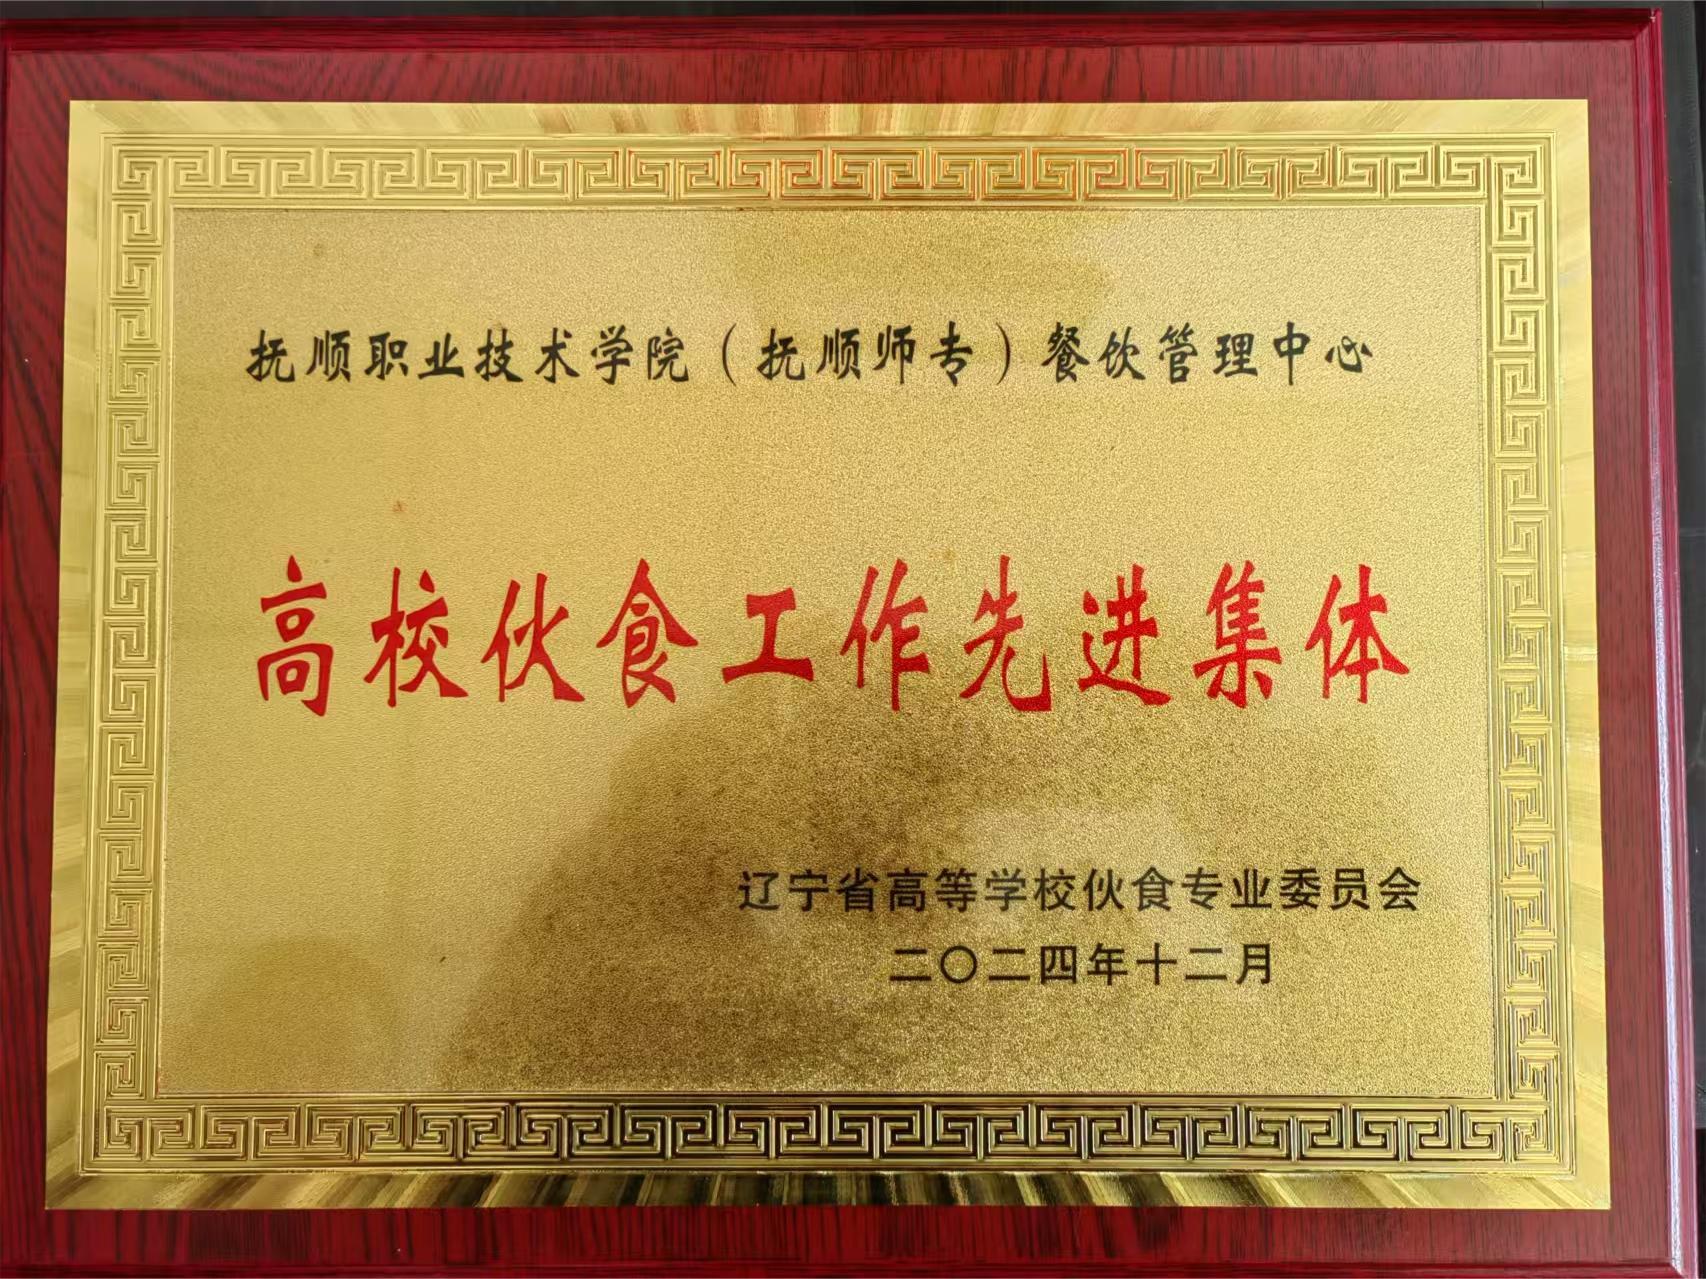 抚顺职业技术学院（抚顺师专）餐饮管理中心
高校伙食工作先进集体
辽宁省高等学校伙食专业委员会
二〇二四年十二月